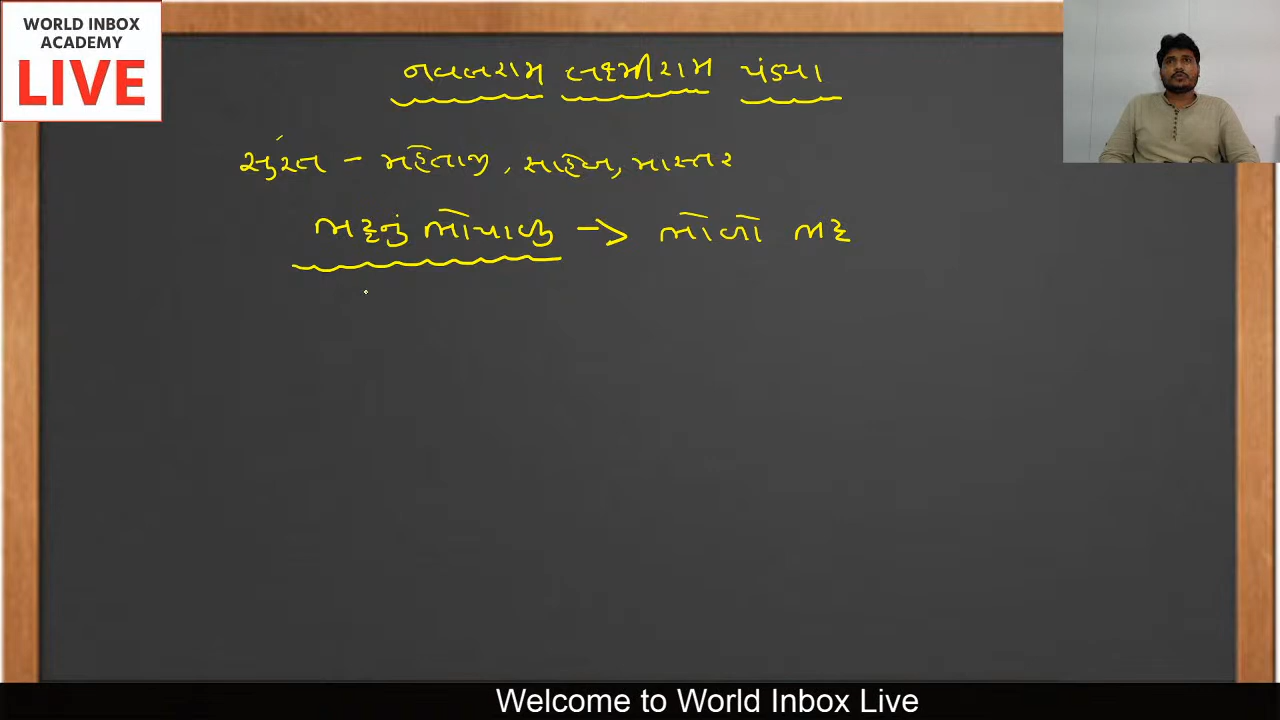 WORLD INBOX
ACADEMY
LIVE
નવલરામ લક્ષ્મીરામ પંડ્યા
સુરત - મહેતાજી, સાહેબ, માસ્તર
ભટ્ટનું ભોપાળુ → ભોળો ભટ્ટ
Welcome to World Inbox Live